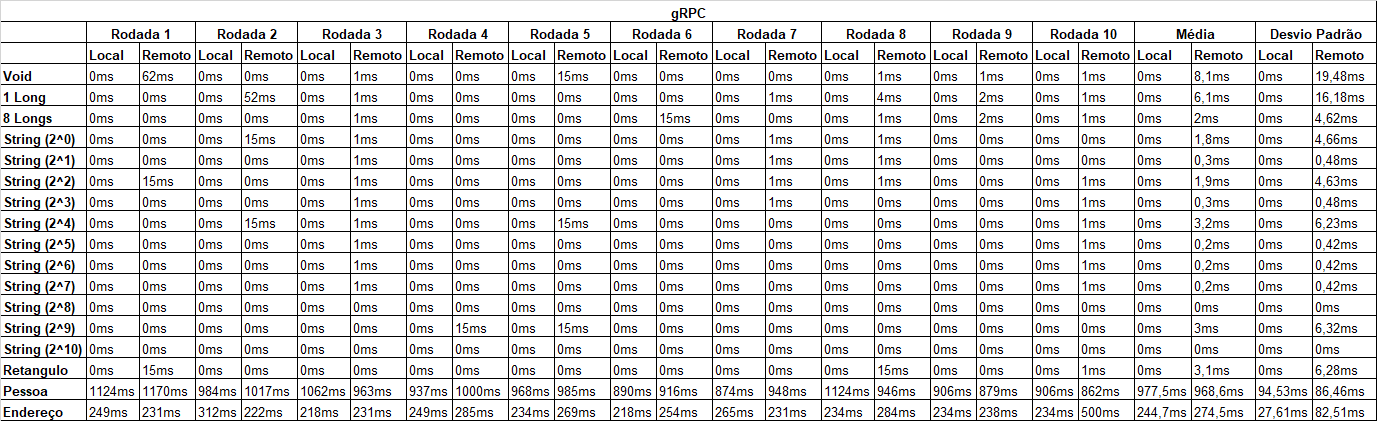 gRPC
Rodada 1 Rodada 2 Rodada 3 Rodada 4 Rodada 5 Rodada 6 Rodada 7 Rodada 8 Rodada 9 Rodada 10 Média Desvio Padrão
Local Remoto Local Remoto Local Remoto Local Remoto Local Remoto Local Remoto Local Remoto Local Remoto Local Remoto Local Remoto Local Remoto Local Remoto
Void 0ms 62ms 0ms 0ms 0ms 1ms 0ms 0ms 0ms 15ms 0ms 0ms 0ms 0ms 0ms 1ms 0ms 1ms 0ms 1ms 0ms 8,1ms 0ms 19,48ms
1 Long 0ms 0ms 0ms 52ms 0ms 1ms 0ms 0ms 0ms 0ms 0ms 0ms 0ms 1ms 0ms 4ms 0ms 2ms 0ms 1ms 0ms 6,1ms 0ms 16,18ms
8 Longs 0ms 0ms 0ms 0ms 0ms 1ms 0ms 0ms 0ms 0ms 0ms 15ms 0ms 0ms 0ms 1ms 0ms 2ms 0ms 1ms 0ms 2ms 0ms 4,62ms
String (2^0) 0ms 0ms 0ms 15ms 0ms 1ms 0ms 0ms 0ms 0ms 0ms 0ms 0ms 1ms 0ms 1ms 0ms 0ms 0ms 0ms 0ms 1,8ms 0ms 4,66ms
String (2^1) 0ms 0ms 0ms 0ms 0ms 1ms 0ms 0ms 0ms 0ms 0ms 0ms 0ms 1ms 0ms 1ms 0ms 0ms 0ms 0ms 0ms 0,3ms 0ms 0,48ms
String (2^2) 0ms 15ms 0ms 0ms 0ms 1ms 0ms 0ms 0ms 0ms 0ms 0ms 0ms 1ms 0ms 1ms 0ms 0ms 0ms 1ms 0ms 1,9ms 0ms 4,63ms
String (2^3) 0ms 0ms 0ms 0ms 0ms 1ms 0ms 0ms 0ms 0ms 0ms 0ms 0ms 1ms 0ms 0ms 0ms 0ms 0ms 1ms 0ms 0,3ms 0ms 0,48ms
String (2^4) 0ms 0ms 0ms 15ms 0ms 1ms 0ms 0ms 0ms 15ms 0ms 0ms 0ms 0ms 0ms 0ms 0ms 0ms 0ms 1ms 0ms 3,2ms 0ms 6,23ms
String (2^5) 0ms 0ms 0ms 0ms 0ms 1ms 0ms 0ms 0ms 0ms 0ms 0ms 0ms 0ms 0ms 0ms 0ms 0ms 0ms 1ms 0ms 0,2ms 0ms 0,42ms
String (2^6) 0ms 0ms 0ms 0ms 0ms 1ms 0ms 0ms 0ms 0ms 0ms 0ms 0ms 0ms 0ms 0ms 0ms 0ms 0ms 1ms 0ms 0,2ms 0ms 0,42ms
String (2^7) 0ms 0ms 0ms 0ms 0ms 1ms 0ms 0ms 0ms 0ms 0ms 0ms 0ms 0ms 0ms 0ms 0ms 0ms 0ms 1ms 0ms 0,2ms 0ms 0,42ms
String (2^8) 0ms 0ms 0ms 0ms 0ms 0ms 0ms 0ms 0ms 0ms 0ms 0ms 0ms 0ms 0ms 0ms 0ms 0ms 0ms 0ms 0ms 0ms 0ms 0ms
String (2^9) 0ms 0ms 0ms 0ms 0ms 0ms 0ms 15ms 0ms 15ms 0ms 0ms 0ms 0ms 0ms 0ms 0ms 0ms 0ms 0ms 0ms 3ms 0ms 6,32ms
String (2^10) 0ms 0ms 0ms 0ms 0ms 0ms 0ms 0ms 0ms 0ms 0ms 0ms 0ms 0ms 0ms 0ms 0ms 0ms 0ms 0ms 0ms 0ms 0ms 0ms
Retangulo 0ms 15ms 0ms 0ms 0ms 0ms 0ms 0ms 0ms 0ms 0ms 0ms 0ms 0ms 0ms 15ms 0ms 0ms 0ms 1ms 0ms 3,1ms 0ms 6,28ms
Pessoa 1124ms 1170ms 984ms 1017ms 1062ms 963ms 937ms 1000ms 968ms 985ms 890ms 916ms 874ms 948ms 1124ms 946ms 906ms 879ms 906ms 862ms 977,5ms 968,6ms 94,53ms 86,46ms
Endereço 249ms 231ms 312ms 222ms 218ms 231ms 249ms 285ms 234ms 269ms 218ms 254ms 265ms 231ms 234ms 284ms 234ms 238ms 234ms 500ms 244,7ms 274,5ms 27,61ms 82,51ms